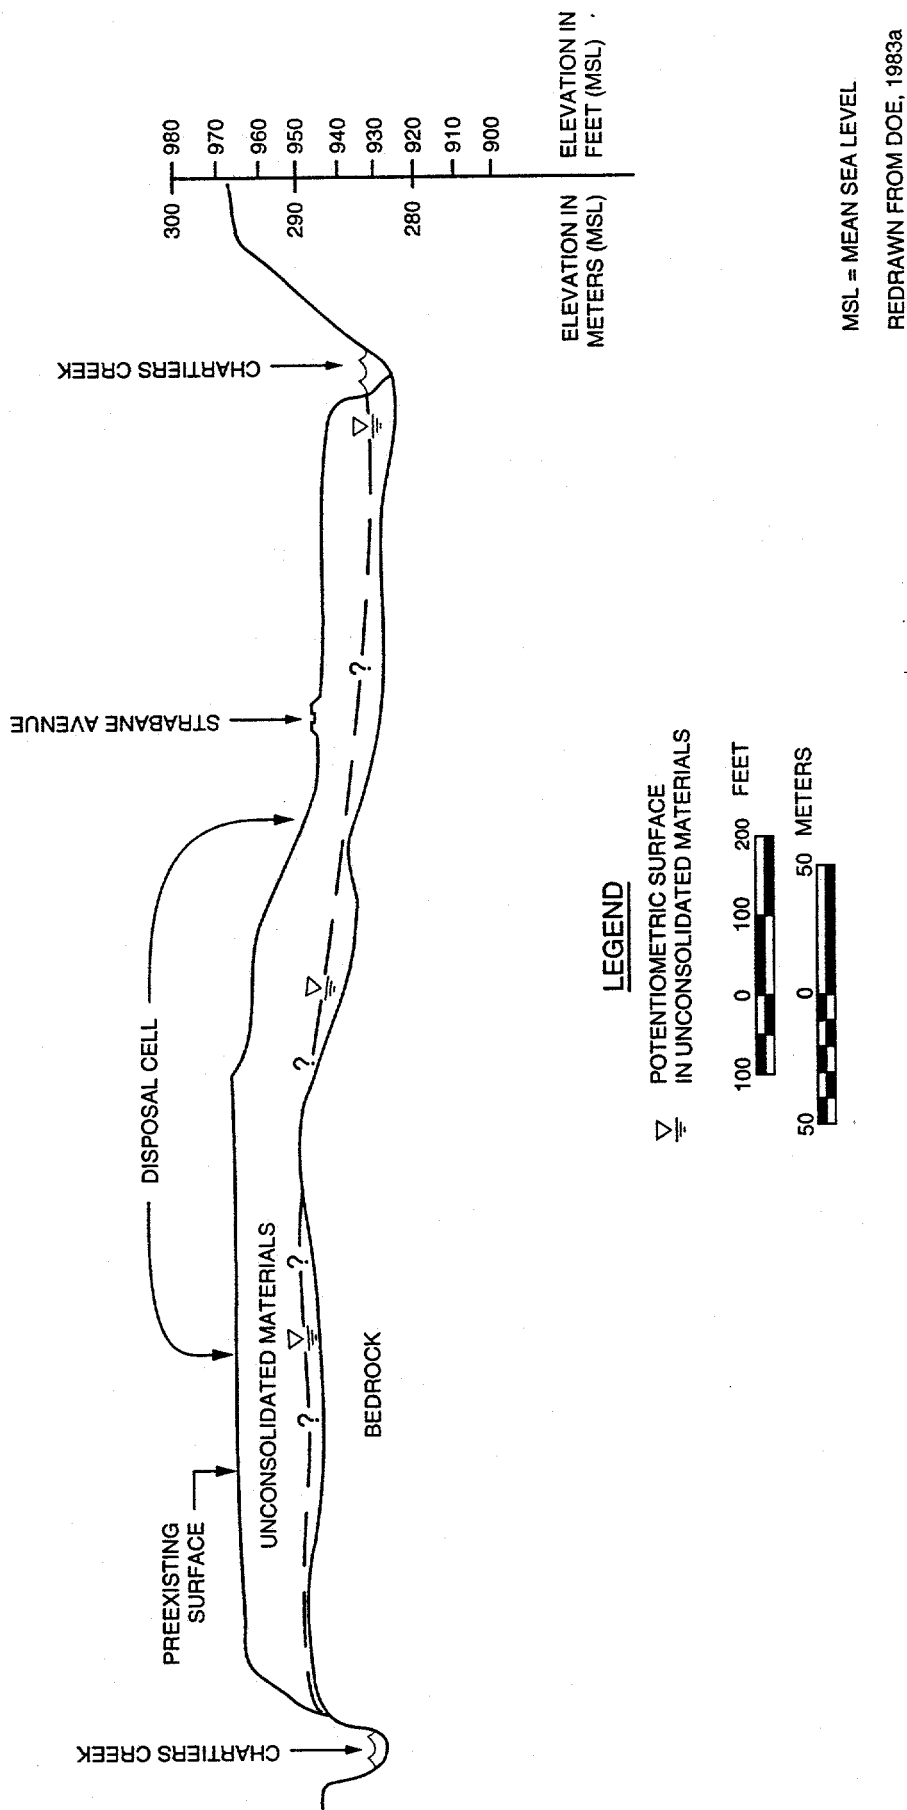 CHARTIERS CREEK
PREEXISTING
SURFACE
DISPOSAL CELL
STRABANE AVENUE
CHARTIERS CREEK
UNCONSOLIDATED MATERIALS
?
?
?
?
BEDROCK
300
290
280
980
970
960
950
940
930
920
910
900
ELEVATION IN
METERS (MSL)
ELEVATION IN
FEET (MSL)
LEGEND
POTENTIOMETRIC SURFACE
IN UNCONSOLIDATED MATERIALS
100 0 100 200 FEET
50 0 50 METERS
MSL = MEAN SEA LEVEL
REDRAWN FROM DOE, 1983a